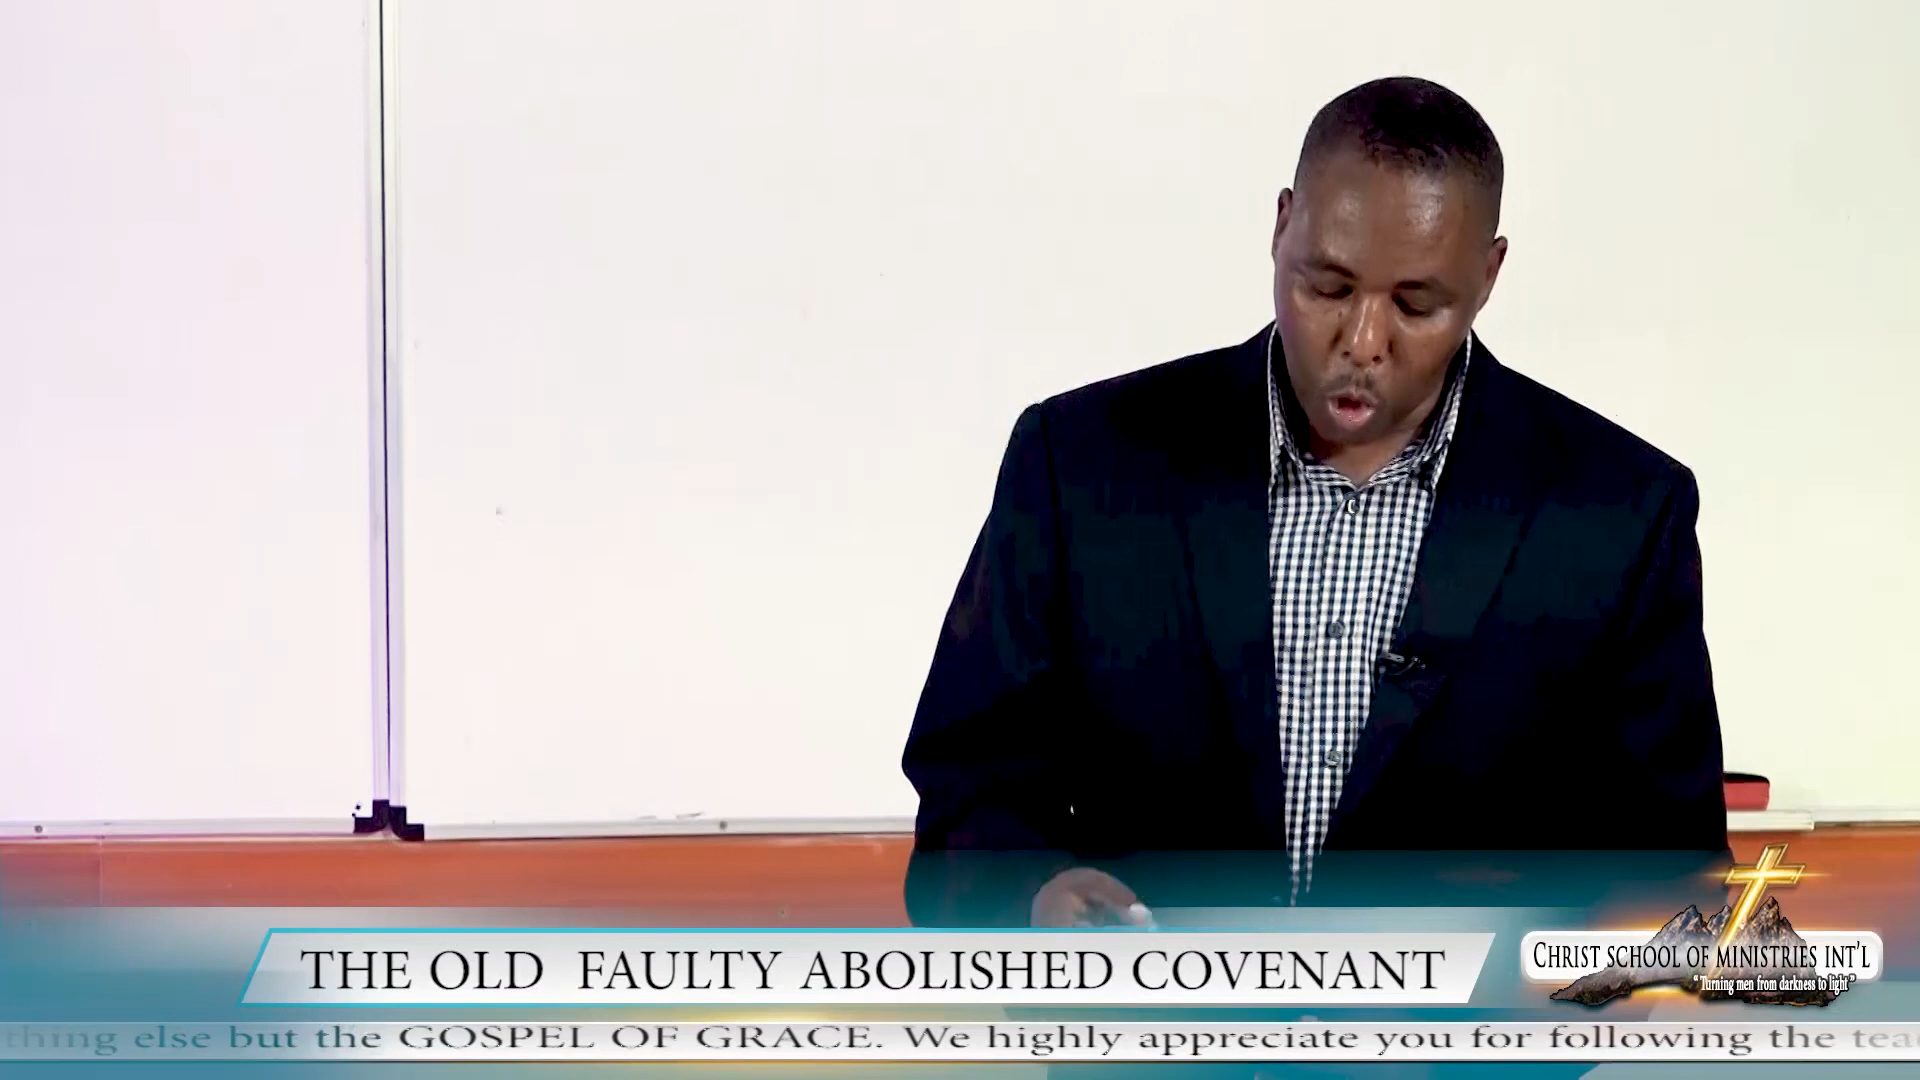 THE OLD FAULTY ABOLISHED COVENANT
CHRIST SCHOOL OF MINISTRIES INT'L
"Turning men from darkness to light"
thing else but the GOSPEL OF GRACE. We highly appreciate you for following the